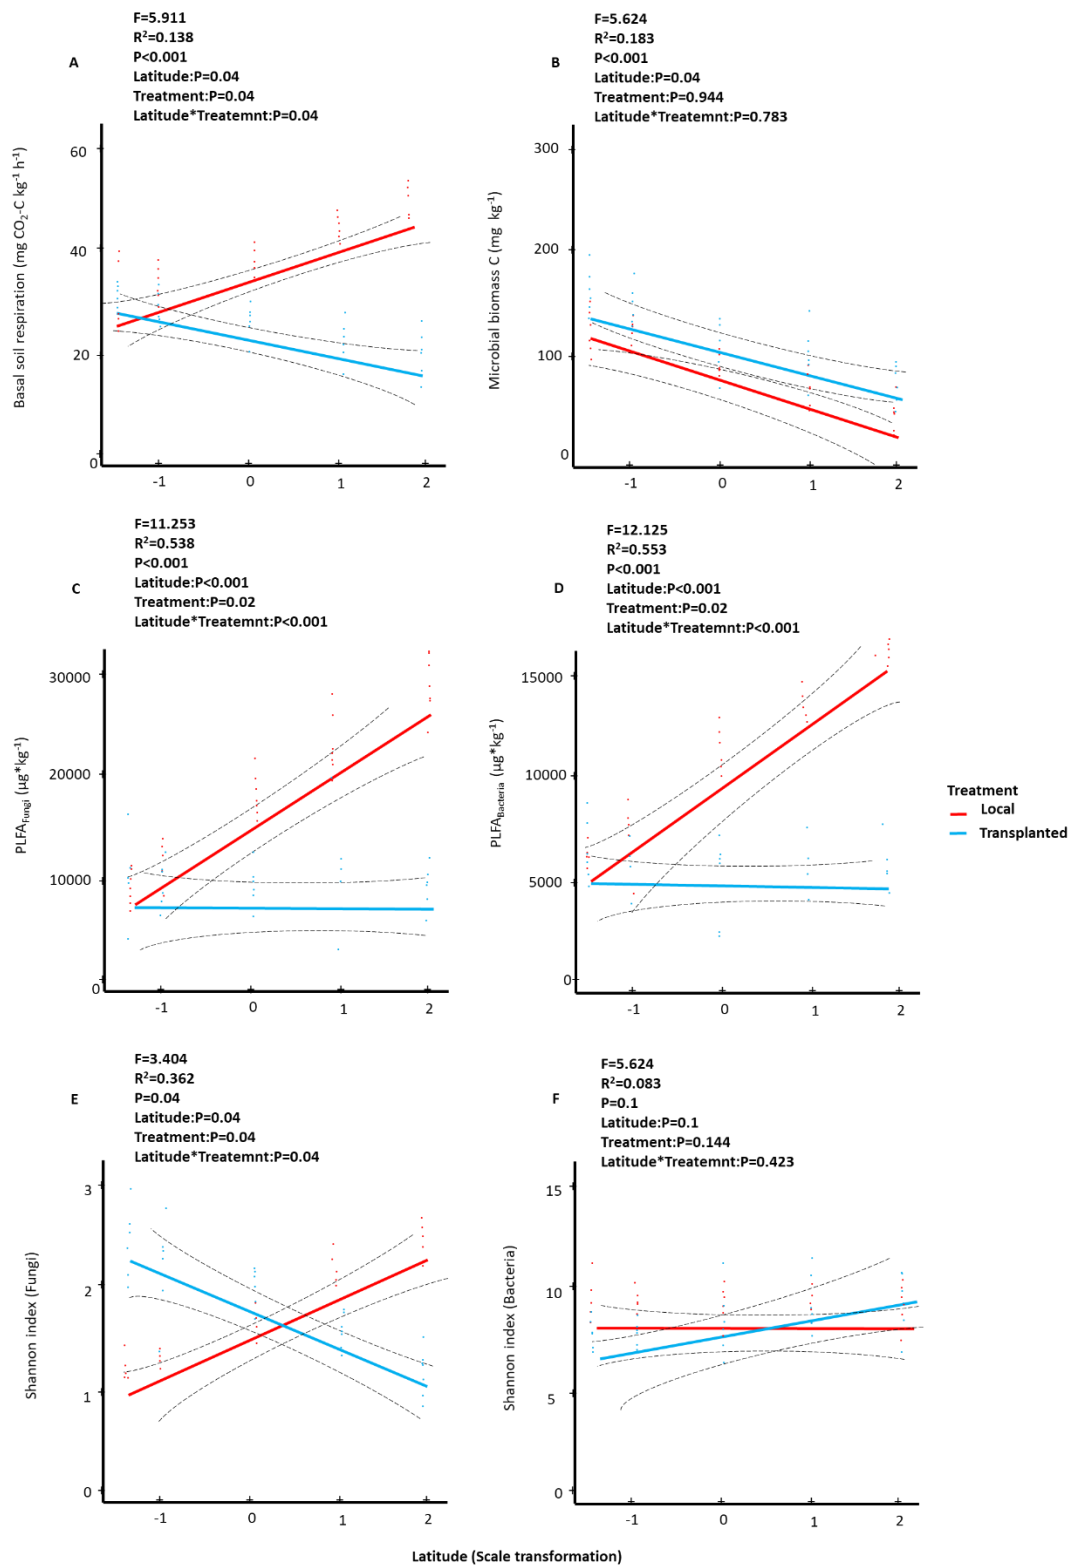 F=5.911
R²=0.138
P<0.001
A
Latitude:P=0.04
Treatment:P=0.04
Latitude*Treatemnt:P=0.04
Basal soil respiration (mg CO₂-C kg⁻¹ h⁻¹)
60
40
20
0
-1 0 1 2
F=5.624
R²=0.183
P<0.001
B
Latitude:P=0.04
Treatment:P=0.944
Latitude*Treatemnt:P=0.783
Microbial biomass C (mg kg⁻¹)
300
200
100
0
-1 0 1 2
F=11.253
R²=0.538
P<0.001
C
Latitude:P<0.001
Treatment:P=0.02
Latitude*Treatemnt:P<0.001
PLFA_Fungi (µg*kg⁻¹)
30000
20000
10000
0
-1 0 1 2
F=12.125
R²=0.553
P<0.001
D
Latitude:P<0.001
Treatment:P=0.02
Latitude*Treatemnt:P<0.001
PLFA_Bacteria (µg*kg⁻¹)
15000
10000
5000
0
-1 0 1 2
Treatment
Local
Transplanted
F=3.404
R²=0.362
E
P=0.04
Latitude:P=0.04
Treatment:P=0.04
Latitude*Treatemnt:P=0.04
Shannon index (Fungi)
3
2
1
0
-1 0 1 2
F=5.624
R²=0.083
F
P=0.1
Latitude:P=0.1
Treatment:P=0.144
Latitude*Treatemnt:P=0.423
Shannon index (Bacteria)
15
10
5
0
-1 0 1 2
Latitude (Scale transformation)